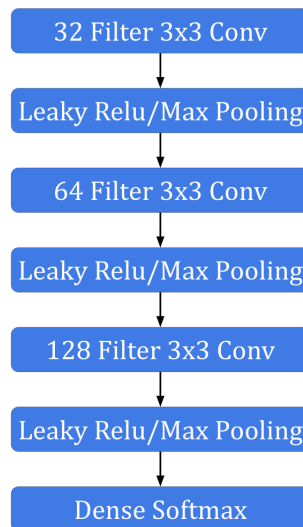 32 Filter 3x3 Conv
Leaky Relu/Max Pooling
64 Filter 3x3 Conv
Leaky Relu/Max Pooling
128 Filter 3x3 Conv
Leaky Relu/Max Pooling
Dense Softmax